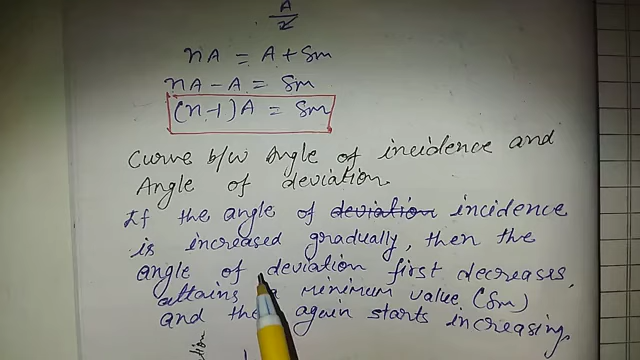 A
2
nA = A + δm
nA - A = δm
(n-1)A = δm
Curve b/w Angle of incidence and
Angle of deviation
If the angle of deviation incidence
is increased gradually, then the
angle of deviation first decreases,
attains a minimum value (δm)
and then again starts increasing.